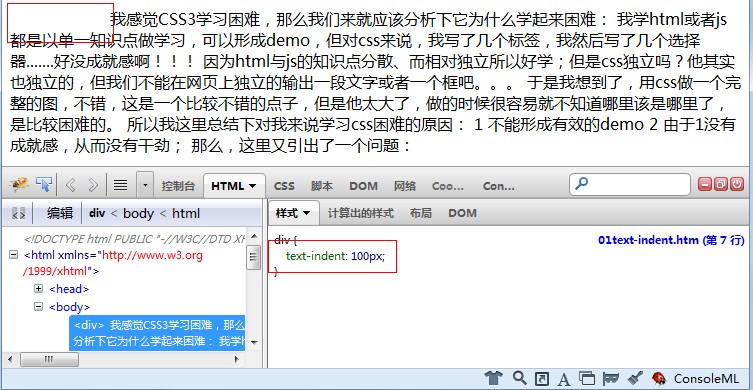 我感觉CSS3学习困难，那么我们来就应该分析下它为什么学起来困难： 我学html或者js
都是以单一知识点做学习，可以形成demo，但对css来说，我写了几个标签，我然后写了几个选择
器.......好没成就感啊！！！ 因为html与js的知识点分散、而相对独立所以好学；但是css独立吗？他其实
也独立的，但我们不能在网页上独立的输出一段文字或者一个框吧。。。 于是我想到了，用css做一个完
整的图，不错，这是一个比较不错的点子，但是他太大了，做的时候很容易就不知道哪里该是哪里了，
是比较困难的。 所以我这里总结下对我来说学习css困难的原因： 1 不能形成有效的demo 2 由于1没有
成就感，从而没有干劲； 那么，这里又引出了一个问题：
控制台 HTML CSS 脚本 DOM 网络 Coo... Con...
编辑 div < body < html
样式 计算出的样式 布局 DOM
<!DOCTYPE html PUBLIC "-//W3C//DTD XH
<html xmlns="http://www.w3.org
/1999/xhtml">
<head>
<body>
<div> 我感觉CSS3学习困难，那么
分析下它为什么学起来困难： 我学h
div {
01text-indent.htm (第 7 行)
text-indent: 100px;
}
ConsoleML